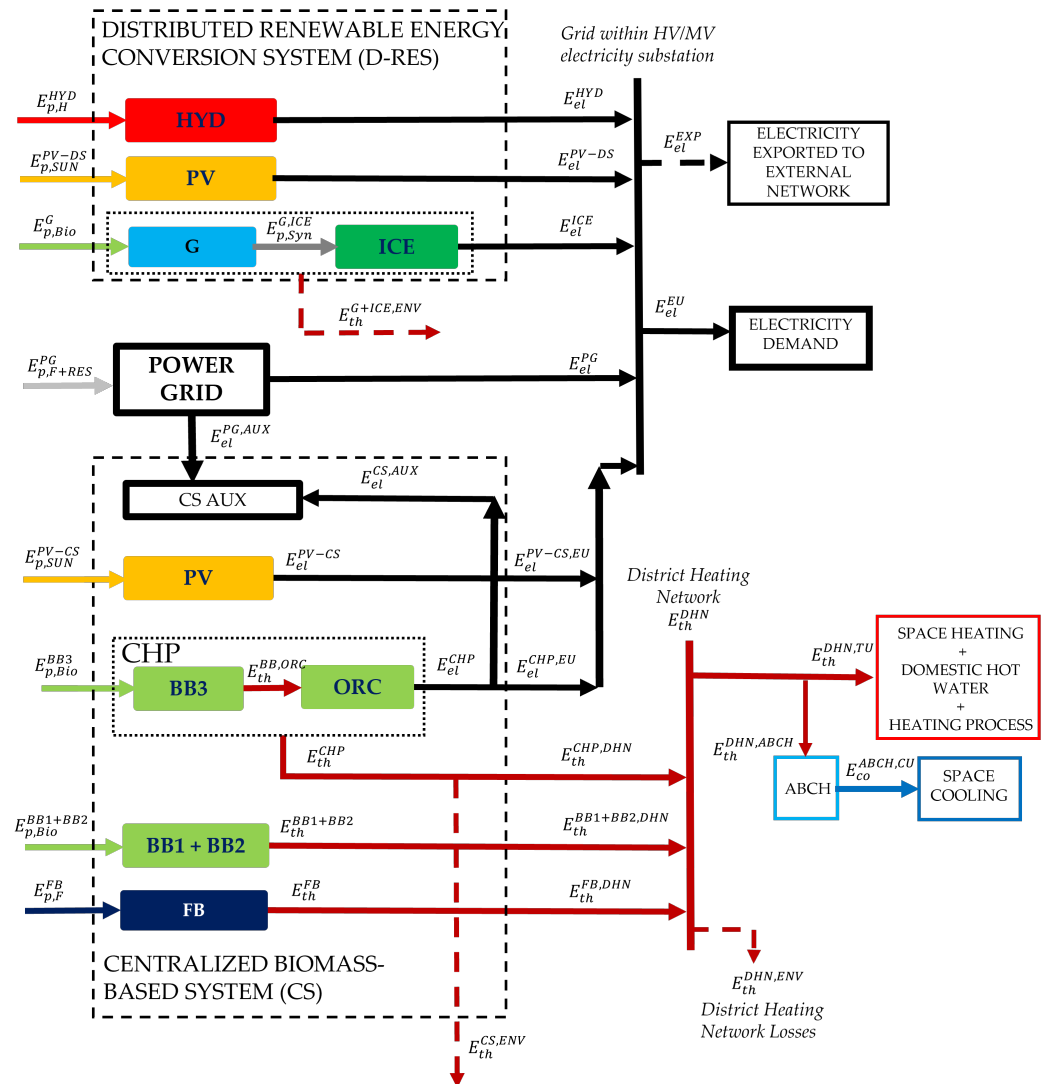 DISTRIBUTED RENEWABLE ENERGY
CONVERSION SYSTEM (D-RES)
Grid within HV/MV
electricity substation
E_{p,H}^{HYD}
HYD
E_{el}^{HYD}
E_{p,SUN}^{PV-DS}
PV
E_{el}^{PV-DS}
E_{el}^{EXP}
ELECTRICITY
EXPORTED TO
EXTERNAL
NETWORK
E_{p,Bio}^{G}
G
E_{p,Syn}^{G,ICE}
ICE
E_{el}^{ICE}
E_{th}^{G+ICE,ENV}
E_{el}^{EU}
ELECTRICITY
DEMAND
E_{p,F+RES}^{PG}
POWER
GRID
E_{el}^{PG}
E_{el}^{PG,AUX}
CS AUX
E_{el}^{CS,AUX}
E_{p,SUN}^{PV-CS}
PV
E_{el}^{PV-CS}
E_{el}^{PV-CS,EU}
District Heating
Network
E_{th}^{DHN}
CHP
E_{p,Bio}^{BB3}
BB3
E_{th}^{BB,ORC}
ORC
E_{el}^{CHP}
E_{el}^{CHP,EU}
E_{th}^{DHN,TU}
SPACE HEATING
+
DOMESTIC HOT
WATER
+
HEATING PROCESS
E_{th}^{CHP}
E_{th}^{CHP,DHN}
E_{th}^{DHN,ABCH}
ABCH
E_{co}^{ABCH,CU}
SPACE
COOLING
E_{p,Bio}^{BB1+BB2}
BB1 + BB2
E_{th}^{BB1+BB2}
E_{th}^{BB1+BB2,DHN}
E_{p,F}^{FB}
FB
E_{th}^{FB}
E_{th}^{FB,DHN}
CENTRALIZED BIOMASS-
BASED SYSTEM (CS)
E_{th}^{DHN,ENV}
District Heating
Network Losses
E_{th}^{CS,ENV}